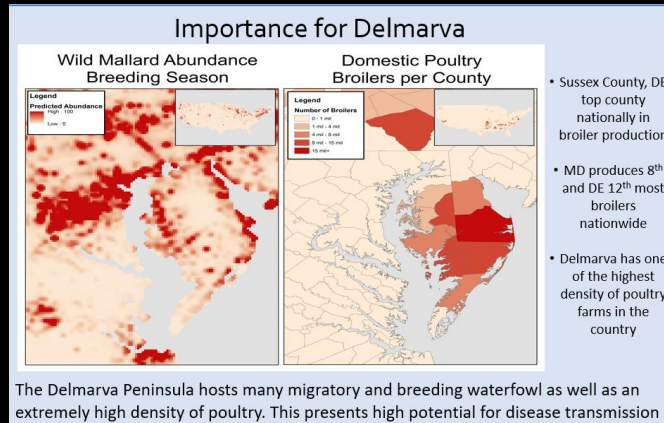 Importance for Delmarva
Wild Mallard Abundance
Breeding Season
Legend
Predicted Abundance
High : 100
Low : 0
Domestic Poultry
Broilers per County
Legend
Number of Broilers
0 - 1 mil
1 mil - 4 mil
4 mil - 8 mil
8 mil - 15 mil
15 mil+
• Sussex County, DE
top county
nationally in
broiler production
• MD produces 8th
and DE 12th most
broilers
nationwide
• Delmarva has one
of the highest
density of poultry
farms in the
country
The Delmarva Peninsula hosts many migratory and breeding waterfowl as well as an
extremely high density of poultry. This presents high potential for disease transmission